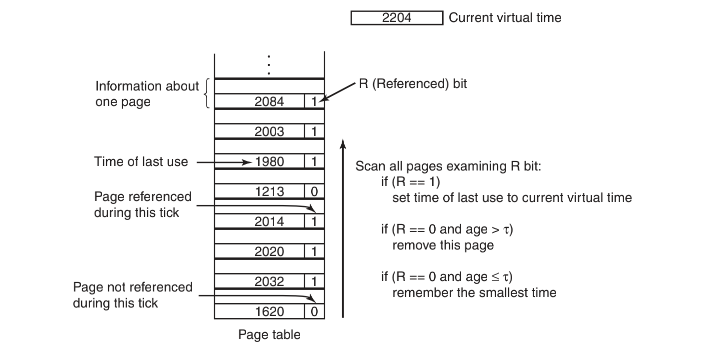 2204 Current virtual time
Information about
one page
R (Referenced) bit
2084 1
2003 1
Time of last use
1980 1
Scan all pages examining R bit:
if (R == 1)
set time of last use to current virtual time
if (R == 0 and age > τ)
remove this page
if (R == 0 and age ≤ τ)
remember the smallest time
1213 0
Page referenced
during this tick
2014 1
2020 1
2032 1
Page not referenced
during this tick
1620 0
Page table